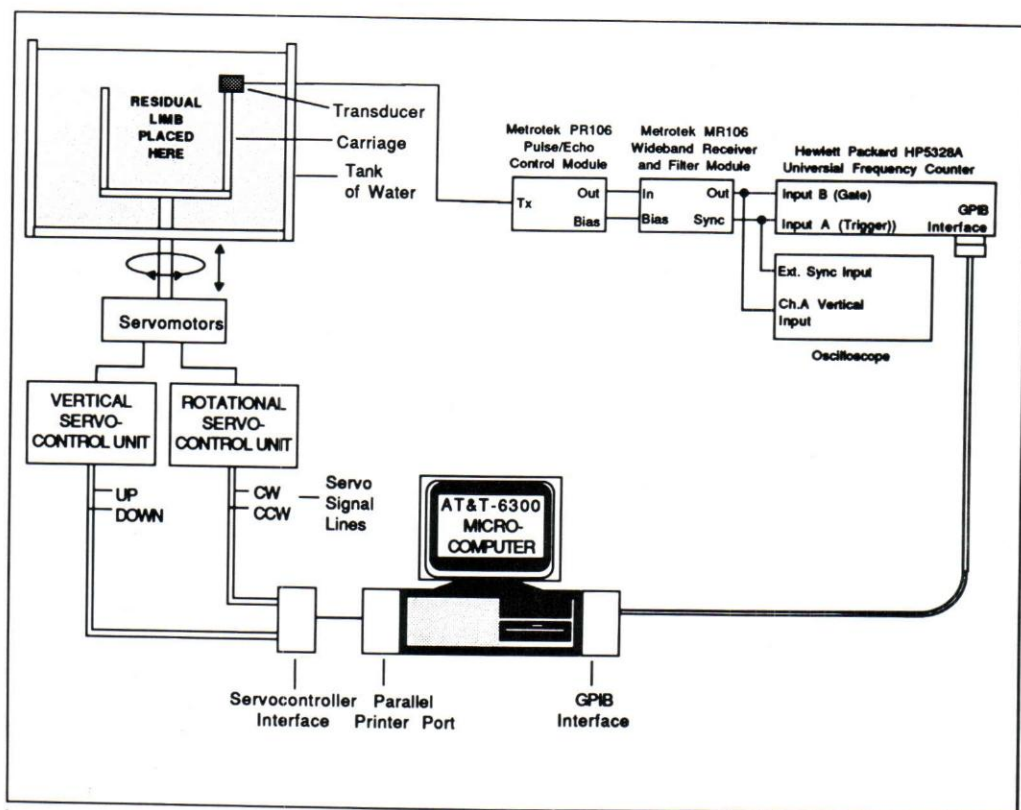 RESIDUAL
LIMB
PLACED
HERE
Transducer
Carriage
Tank
of Water
Servomotors
VERTICAL
SERVO-
CONTROL UNIT
ROTATIONAL
SERVO-
CONTROL UNIT
UP
DOWN
CW
CCW
Servo
Signal
Lines
Metrotek PR106
Pulse/Echo
Control Module
Tx
Out
Bias
Metrotek MR106
Wideband Receiver
and Filter Module
In
Out
Bias
Sync
Hewlett Packard HP5328A
Universial Frequency Counter
Input B (Gate)
Input A (Trigger))
GPIB
Interface
Ext. Sync Input
Ch.A Vertical
Input
Oscilloscope
AT&T-6300
MICRO-
COMPUTER
Servocontroller
Interface
Parallel
Printer Port
GPIB
Interface